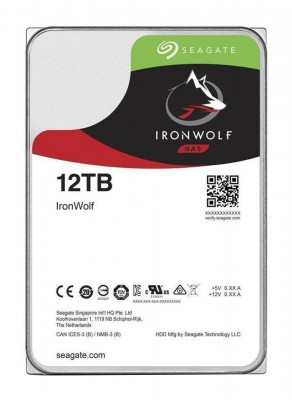 SEAGATE
IRONWOLF
NAS
12TB
IronWolf
XXXXXXXXXXXX
verify.seagate.com
+5V 0.XX A
+12V 0.XX A
Seagate Singapore Int'l HQ Pte. Ltd
Koolhovenlaan 1, 1119 NB Schiphol-Rijk,
The Netherlands
CAN ICES-3 (B) / NMB-3 (B)
HDD Mfg by Seagate Technology LLC
seagate.com